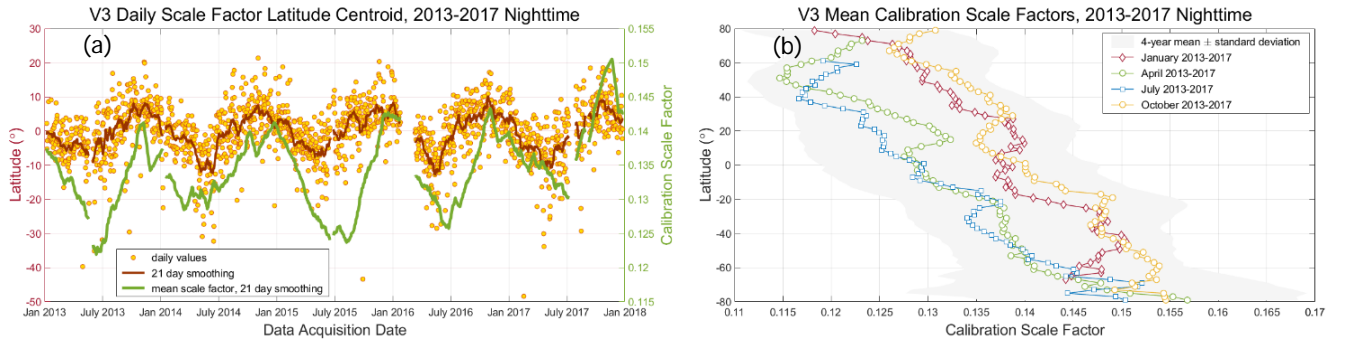 V3 Daily Scale Factor Latitude Centroid, 2013-2017 Nighttime
(a)
30
20
10
0
-10
-20
-30
-40
-50
Latitude (°)
0.155
0.15
0.145
0.14
0.135
0.13
0.125
0.12
0.115
Calibration Scale Factor
daily values
21 day smoothing
mean scale factor, 21 day smoothing
Jan 2013 July 2013 Jan 2014 July 2014 Jan 2015 July 2015 Jan 2016 July 2016 Jan 2017 July 2017 Jan 2018
Data Acquisition Date
V3 Mean Calibration Scale Factors, 2013-2017 Nighttime
(b)
80
60
40
20
0
-20
-40
-60
-80
Latitude (°)
4-year mean ± standard deviation
January 2013-2017
April 2013-2017
July 2013-2017
October 2013-2017
0.11 0.115 0.12 0.125 0.13 0.135 0.14 0.145 0.15 0.155 0.16 0.165 0.17
Calibration Scale Factor